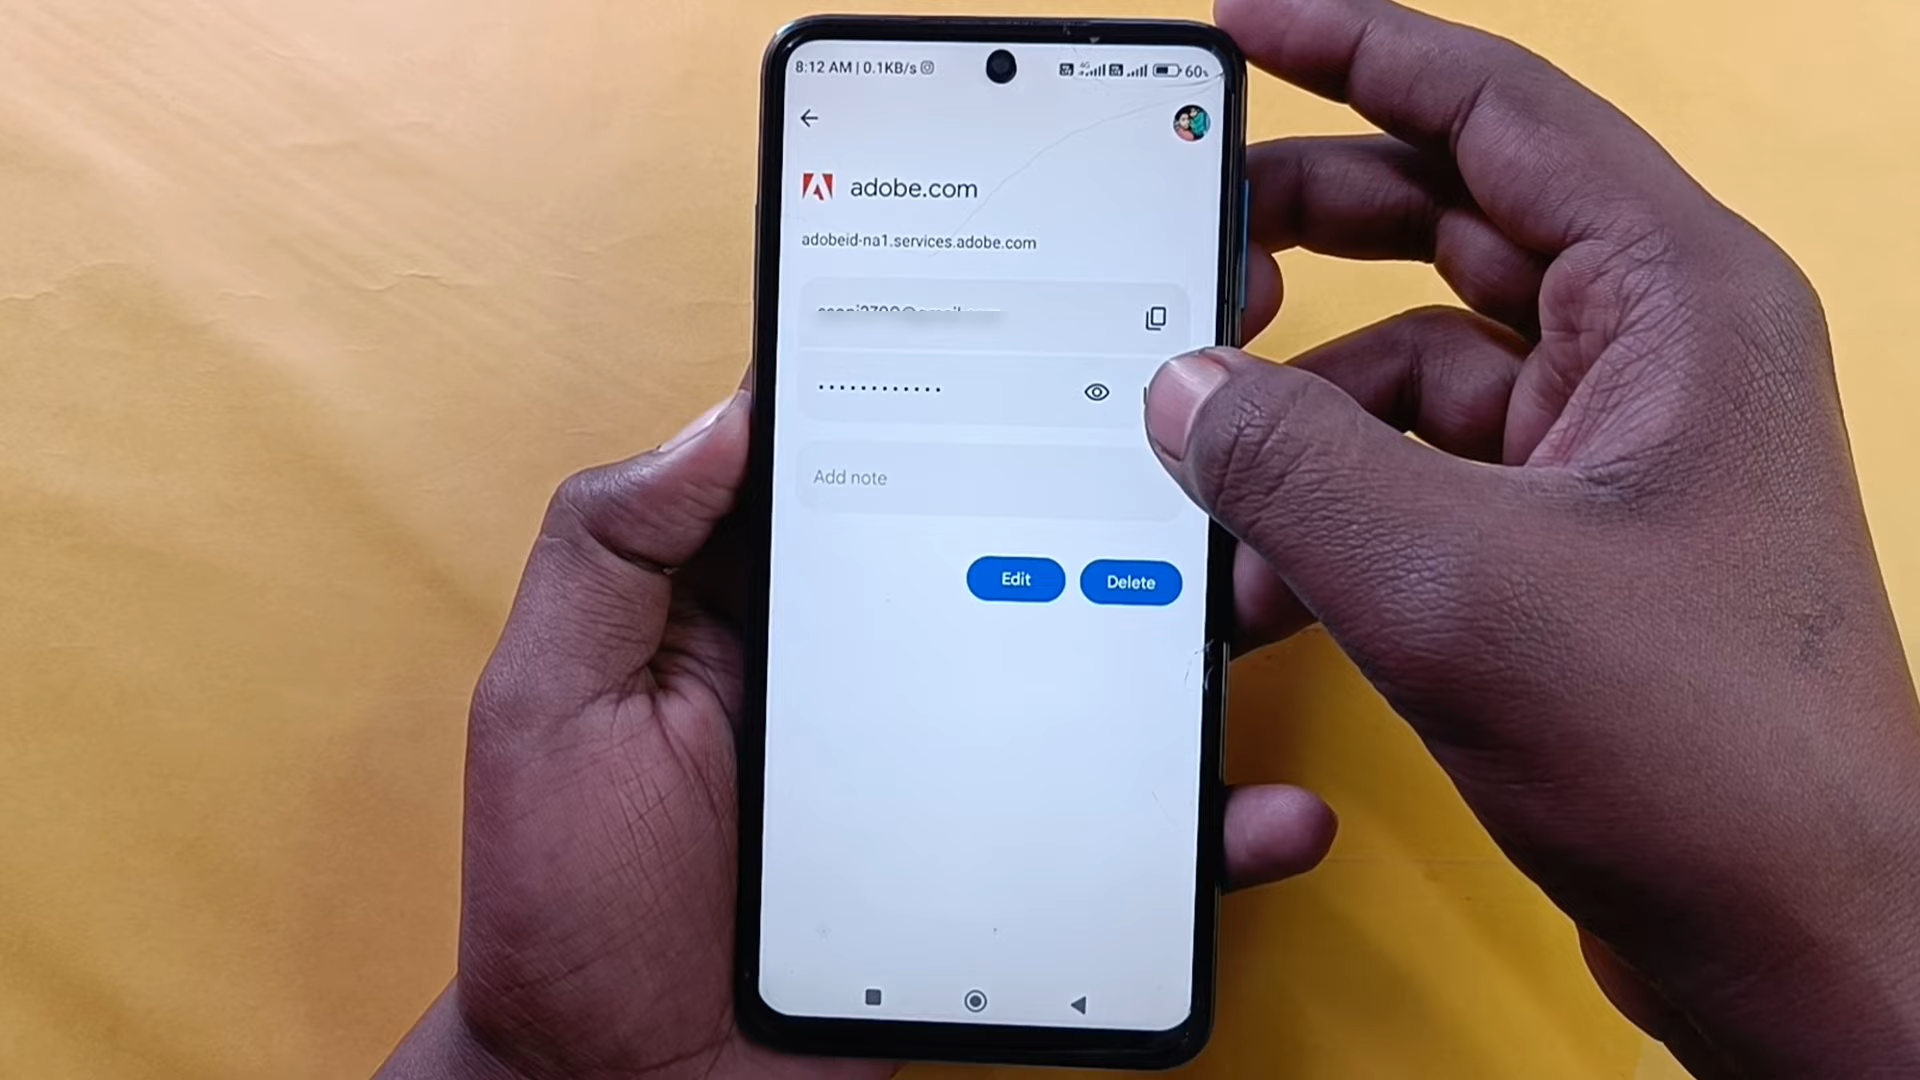 8:12 AM | 0.1KB/s
60%
adobe.com
adobeid-na1.services.adobe.com
••••••••••••
Add note
Edit
Delete